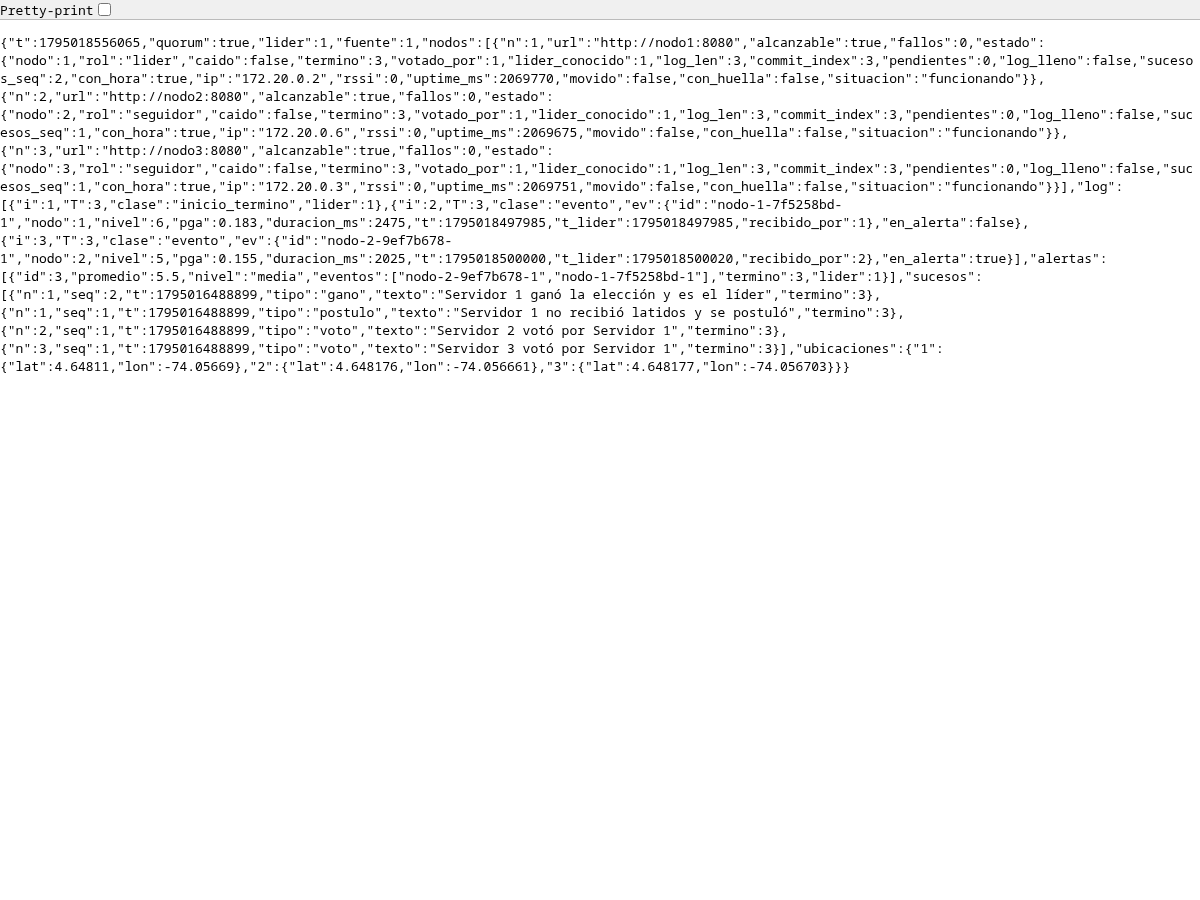 Pretty-print
{"t":1795018556065,"quorum":true,"lider":1,"fuente":1,"nodos":[{"n":1,"url":"http://nodo1:8080","alcanzable":true,"fallos":0,"estado":
{"nodo":1,"rol":"lider","caido":false,"termino":3,"votado_por":1,"lider_conocido":1,"log_len":3,"commit_index":3,"pendientes":0,"log_lleno":false,"suceso
s_seq":2,"con_hora":true,"ip":"172.20.0.2","rssi":0,"uptime_ms":2069770,"movido":false,"con_huella":false,"situacion":"funcionando"}},
{"n":2,"url":"http://nodo2:8080","alcanzable":true,"fallos":0,"estado":
{"nodo":2,"rol":"seguidor","caido":false,"termino":3,"votado_por":1,"lider_conocido":1,"log_len":3,"commit_index":3,"pendientes":0,"log_lleno":false,"suc
esos_seq":1,"con_hora":true,"ip":"172.20.0.6","rssi":0,"uptime_ms":2069675,"movido":false,"con_huella":false,"situacion":"funcionando"}},
{"n":3,"url":"http://nodo3:8080","alcanzable":true,"fallos":0,"estado":
{"nodo":3,"rol":"seguidor","caido":false,"termino":3,"votado_por":1,"lider_conocido":1,"log_len":3,"commit_index":3,"pendientes":0,"log_lleno":false,"suc
esos_seq":1,"con_hora":true,"ip":"172.20.0.3","rssi":0,"uptime_ms":2069751,"movido":false,"con_huella":false,"situacion":"funcionando"}}],"log":
[{"i":1,"T":3,"clase":"inicio_termino","lider":1},{"i":2,"T":3,"clase":"evento","ev":{"id":"nodo-1-7f5258bd-
1","nodo":1,"nivel":6,"pga":0.183,"duracion_ms":2475,"t":1795018497985,"t_lider":1795018497985,"recibido_por":1},"en_alerta":false},
{"i":3,"T":3,"clase":"evento","ev":{"id":"nodo-2-9ef7b678-
1","nodo":2,"nivel":5,"pga":0.155,"duracion_ms":2025,"t":1795018500000,"t_lider":1795018500020,"recibido_por":2},"en_alerta":true}],"alertas":
[{"id":3,"promedio":5.5,"nivel":"media","eventos":["nodo-2-9ef7b678-1","nodo-1-7f5258bd-1"],"termino":3,"lider":1}],"sucesos":
[{"n":1,"seq":2,"t":1795016488899,"tipo":"gano","texto":"Servidor 1 ganó la elección y es el líder","termino":3},
{"n":1,"seq":1,"t":1795016488899,"tipo":"postulo","texto":"Servidor 1 no recibió latidos y se postuló","termino":3},
{"n":2,"seq":1,"t":1795016488899,"tipo":"voto","texto":"Servidor 2 votó por Servidor 1","termino":3},
{"n":3,"seq":1,"t":1795016488899,"tipo":"voto","texto":"Servidor 3 votó por Servidor 1","termino":3}],"ubicaciones":{"1":
{"lat":4.64811,"lon":-74.05669},"2":{"lat":4.648176,"lon":-74.056661},"3":{"lat":4.648177,"lon":-74.056703}}}